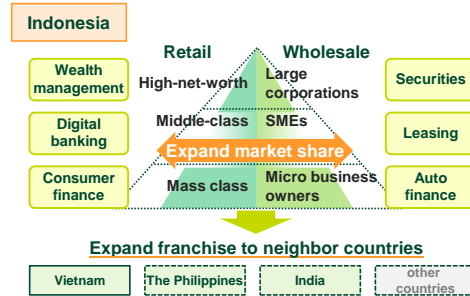 Indonesia
Retail
Wholesale
Wealth
management
High-net-worth
Large
corporations
Securities
Digital
banking
Middle-class
SMEs
Leasing
Expand market share
Consumer
finance
Mass class
Micro business
owners
Auto
finance
Expand franchise to neighbor countries
Vietnam
The Philippines
India
other
countries